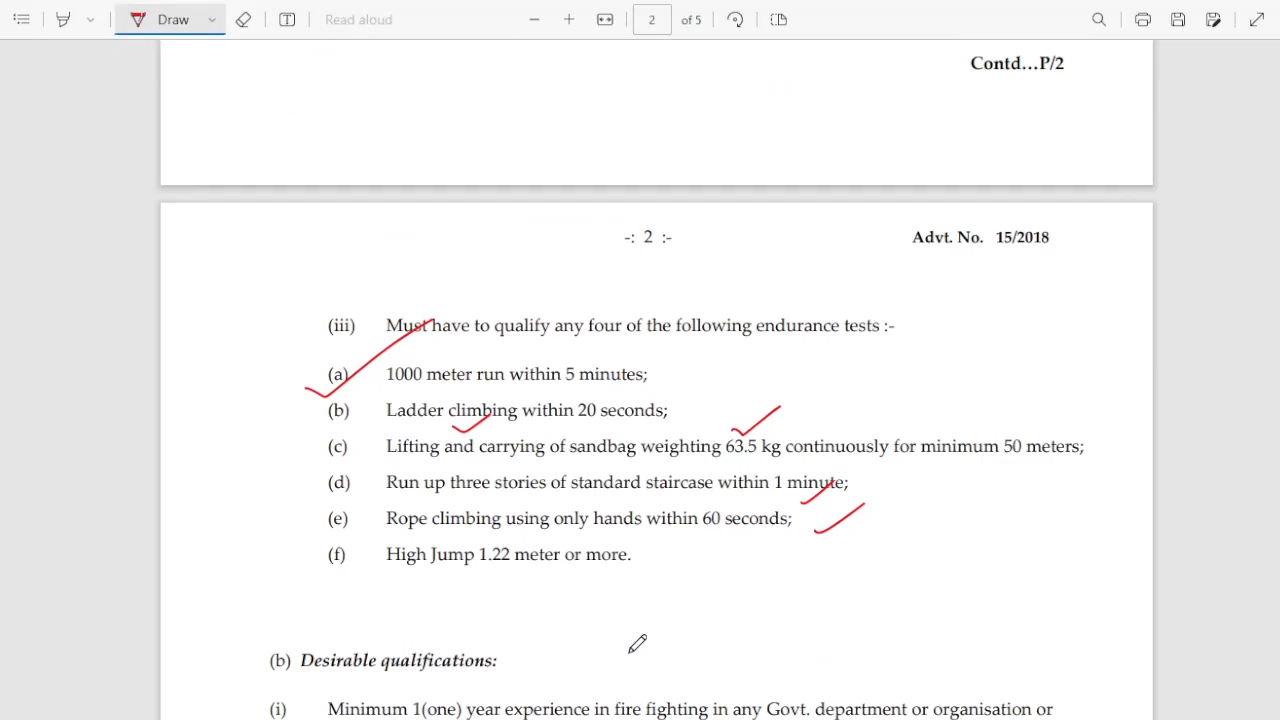 Draw
Read aloud
2
of 5
Contd...P/2
-: 2 :-
Advt. No. 15/2018
(iii) Must have to qualify any four of the following endurance tests :-
(a) 1000 meter run within 5 minutes;
(b) Ladder climbing within 20 seconds;
(c) Lifting and carrying of sandbag weighting 63.5 kg continuously for minimum 50 meters;
(d) Run up three stories of standard staircase within 1 minute;
(e) Rope climbing using only hands within 60 seconds;
(f) High Jump 1.22 meter or more.
(b) Desirable qualifications:
(i) Minimum 1(one) year experience in fire fighting in any Govt. department or organisation or